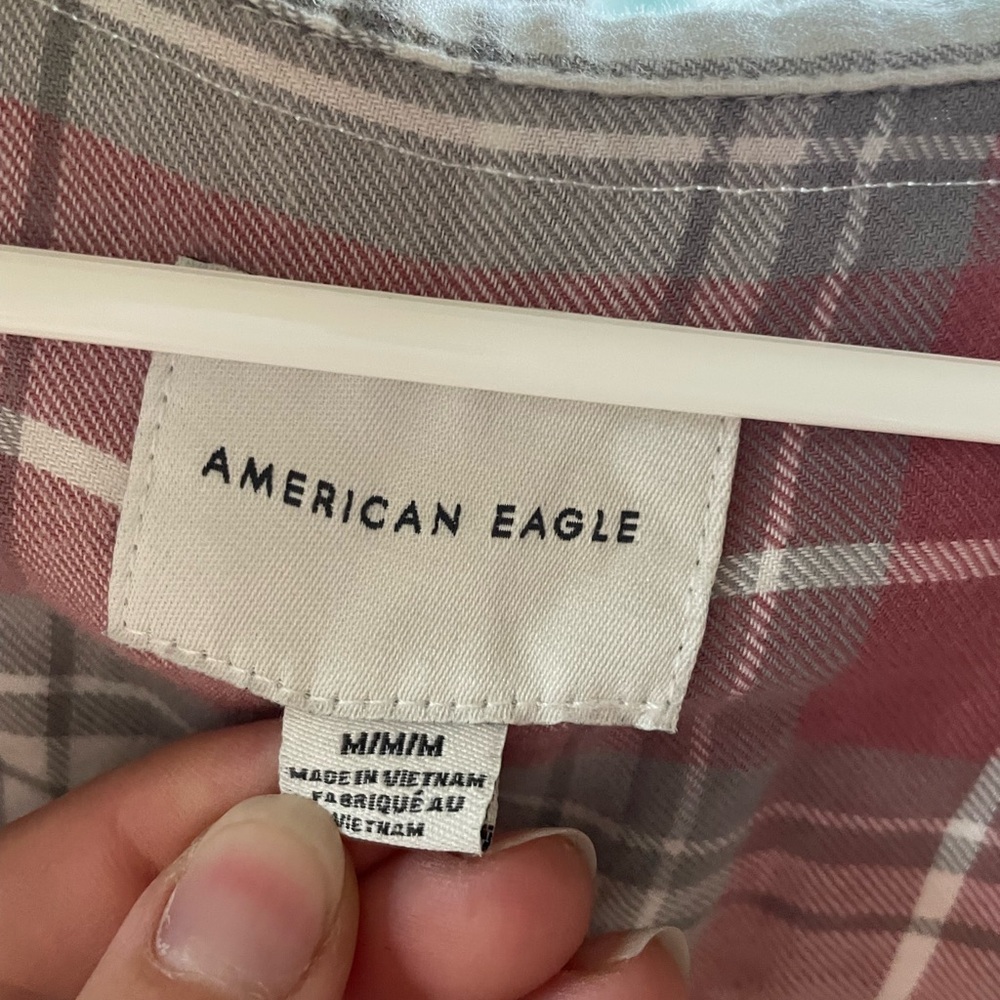 AMERICAN EAGLE
M/M/M
MADE IN VIETNAM
FABRIQUÉ AU
VIETNAM